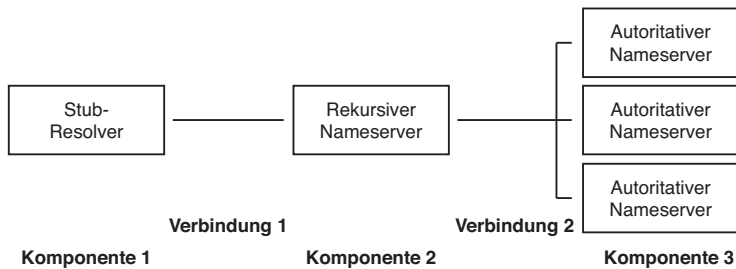 Stub-
Resolver
Rekursiver
Nameserver
Autoritativer
Nameserver
Autoritativer
Nameserver
Autoritativer
Nameserver
Verbindung 1
Verbindung 2
Komponente 1
Komponente 2
Komponente 3